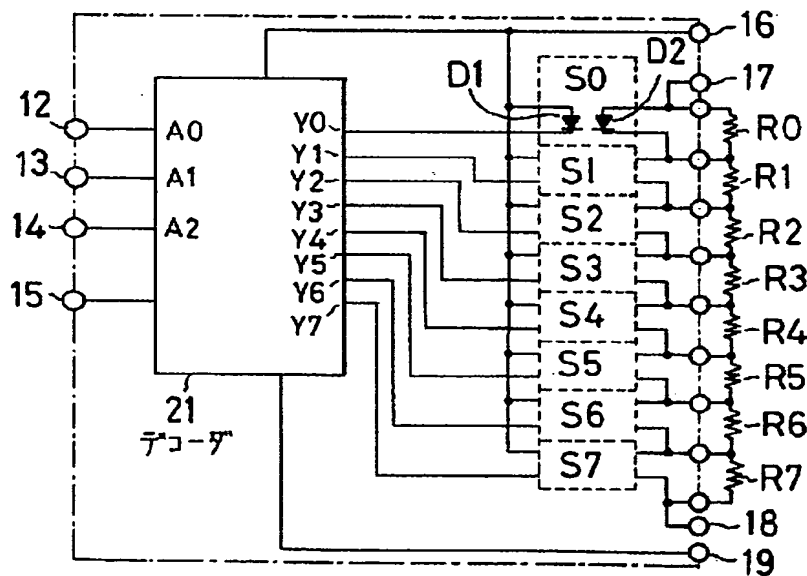 12
13
14
15
A0
A1
A2
Y0
Y1
Y2
Y3
Y4
Y5
Y6
Y7
21
デコーダ
D1
S0
D2
S1
S2
S3
S4
S5
S6
S7
16
17
R0
R1
R2
R3
R4
R5
R6
R7
18
19